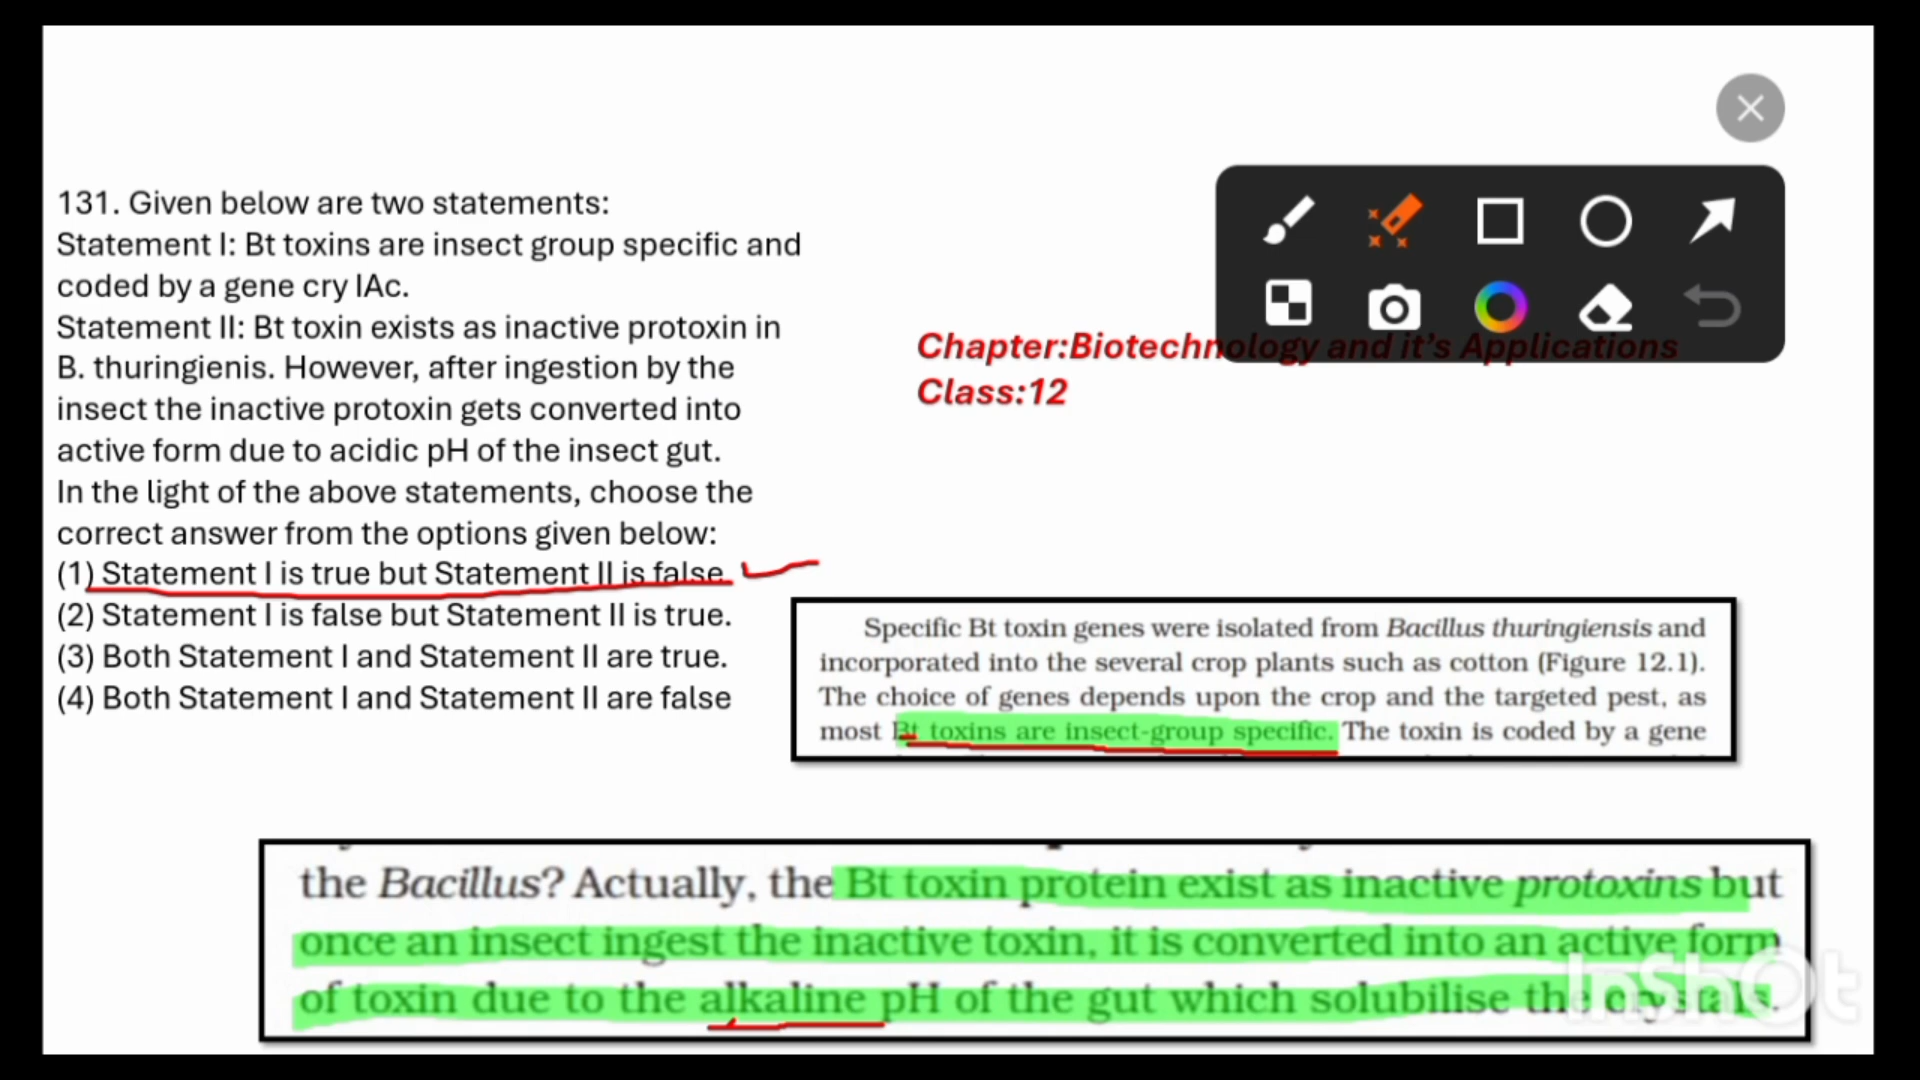 131. Given below are two statements:
Statement I: Bt toxins are insect group specific and
coded by a gene cry IAc.
Statement II: Bt toxin exists as inactive protoxin in
B. thuringienis. However, after ingestion by the
insect the inactive protoxin gets converted into
active form due to acidic pH of the insect gut.
In the light of the above statements, choose the
correct answer from the options given below:
(1) Statement I is true but Statement II is false.
(2) Statement I is false but Statement II is true.
(3) Both Statement I and Statement II are true.
(4) Both Statement I and Statement II are false
Chapter:Biotechnology and it's Applications
Class:12
Specific Bt toxin genes were isolated from Bacillus thuringiensis and
incorporated into the several crop plants such as cotton (Figure 12.1).
The choice of genes depends upon the crop and the targeted pest, as
most Bt toxins are insect-group specific. The toxin is coded by a gene
the Bacillus? Actually, the Bt toxin protein exist as inactive protoxins but
once an insect ingest the inactive toxin, it is converted into an active form
of toxin due to the alkaline pH of the gut which solubilise the crystals.
InShOt